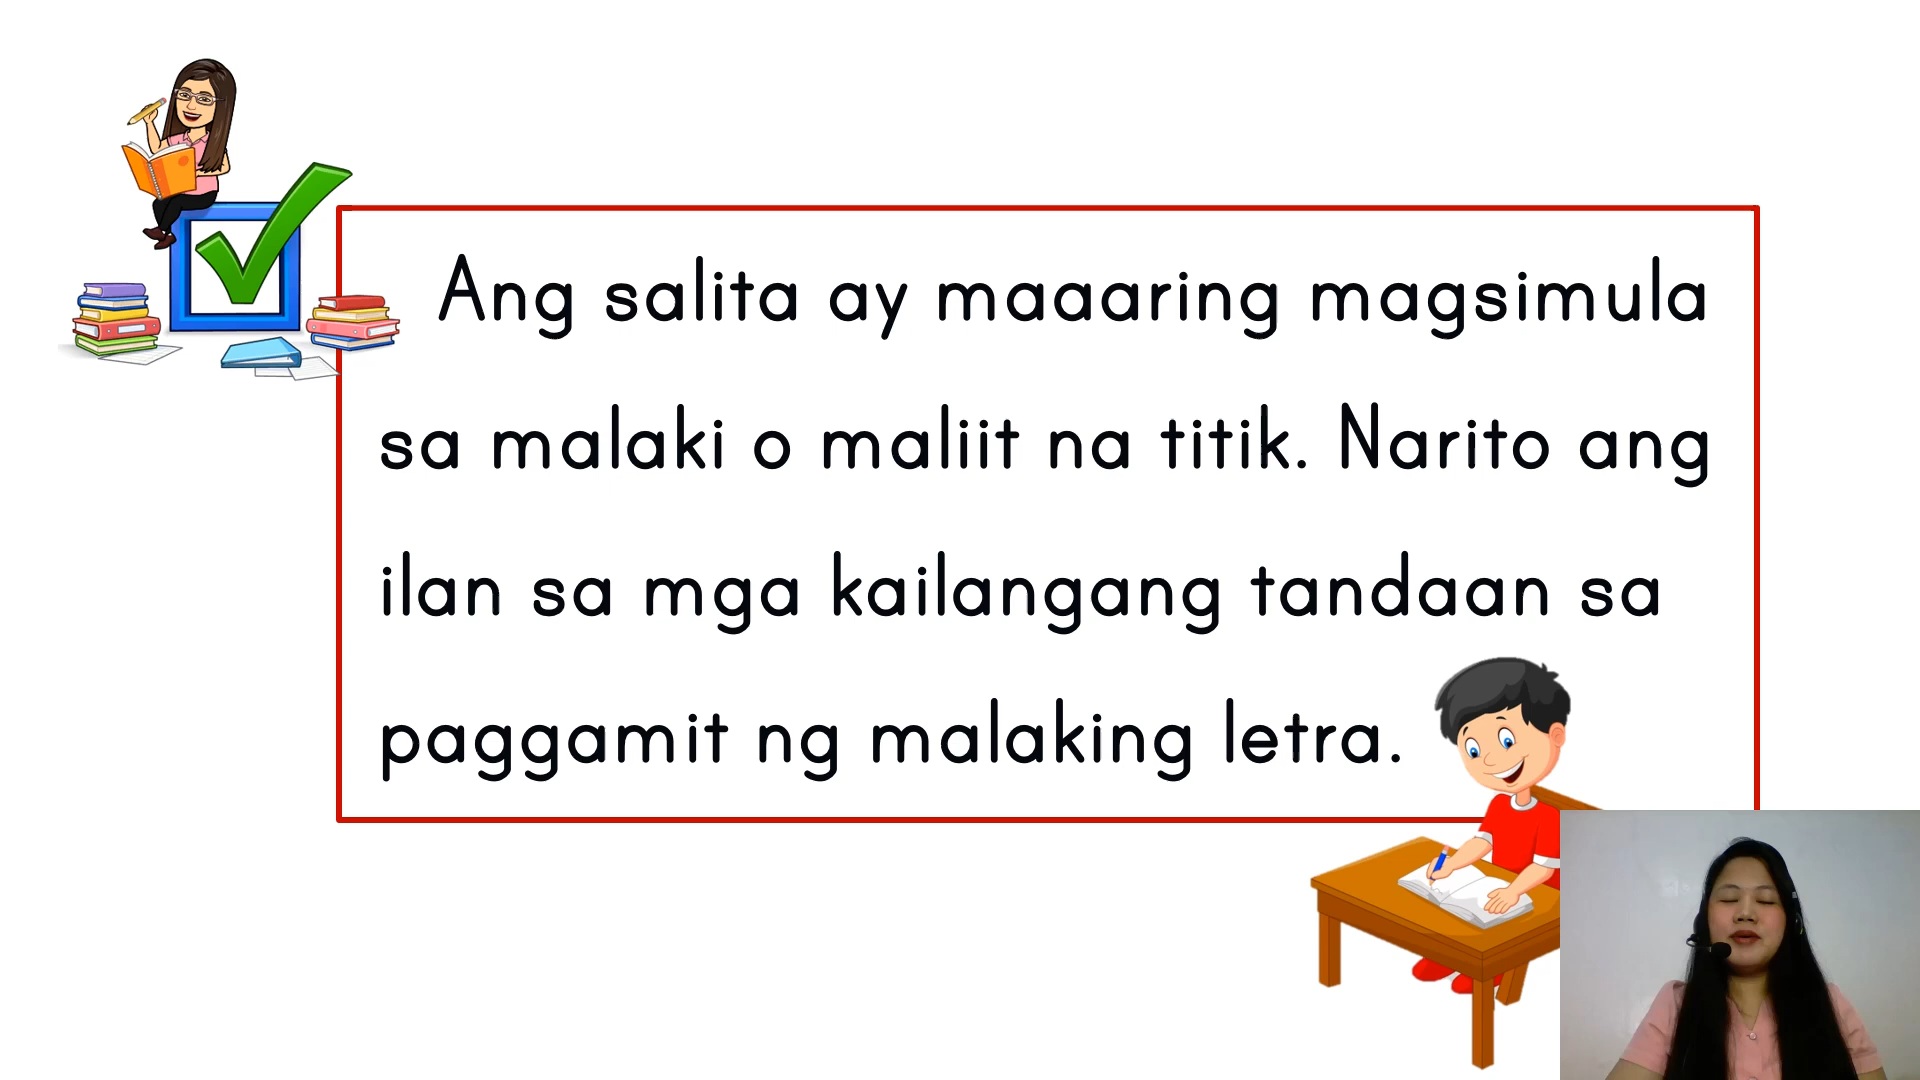 Ang salita ay maaaring magsimula
sa malaki o maliit na titik. Narito ang
ilan sa mga kailangang tandaan sa
paggamit ng malaking letra.